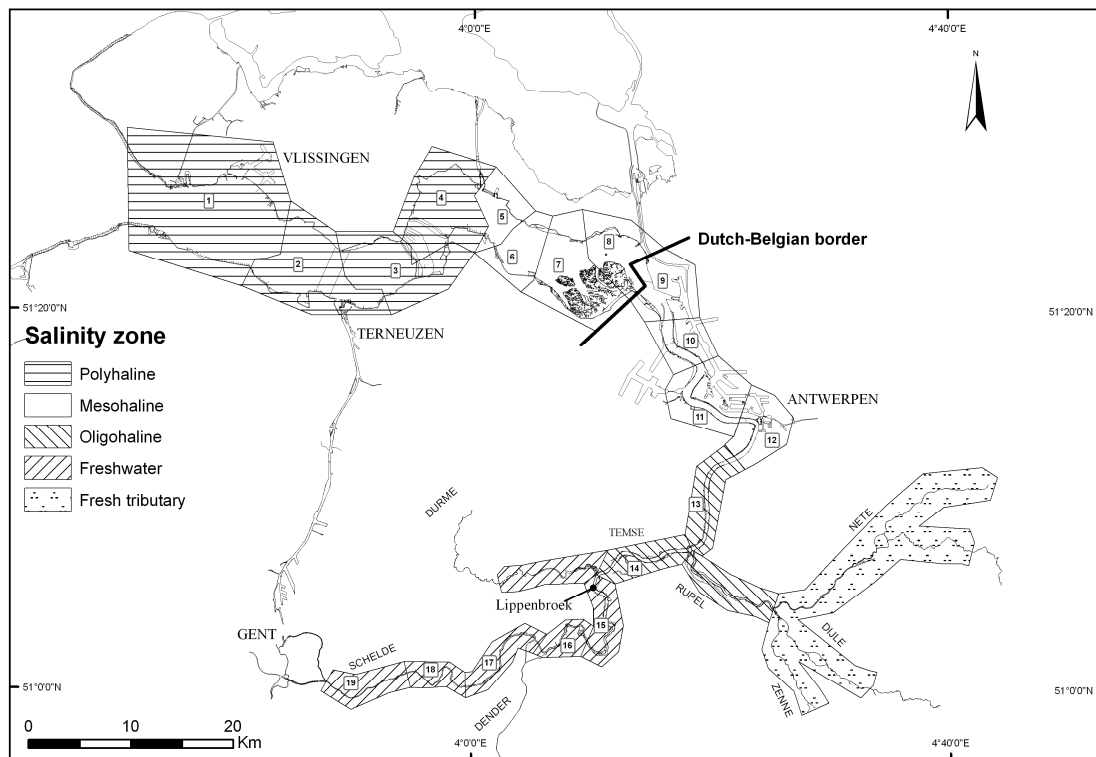 4°0'0"E
4°40'0"E
N
VLISSINGEN
1
4
5
8
Dutch-Belgian border
6
7
2
3
9
51°20'0"N
51°20'0"N
TERNEUZEN
10
Salinity zone
Polyhaline
Mesohaline
Oligohaline
Freshwater
Fresh tributary
ANTWERPEN
11
12
DURME
13
NETE
TEMSE
14
RUPEL
Lippenbroek
15
DIJLE
GENT
SCHELDE
16
17
18
19
ZENNE
DENDER
51°0'0"N
51°0'0"N
0 10 20
Km
4°0'0"E
4°40'0"E